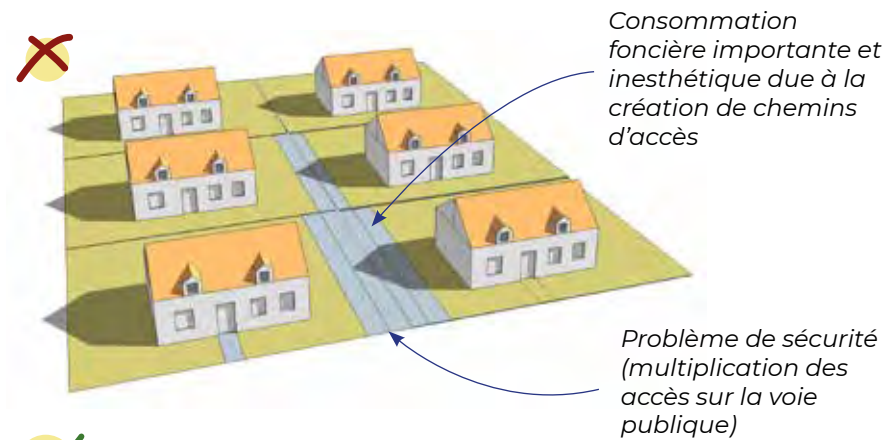 Consommation
foncière importante et
inesthétique due à la
création de chemins
d'accès
Problème de sécurité
(multiplication des
accès sur la voie
publique)